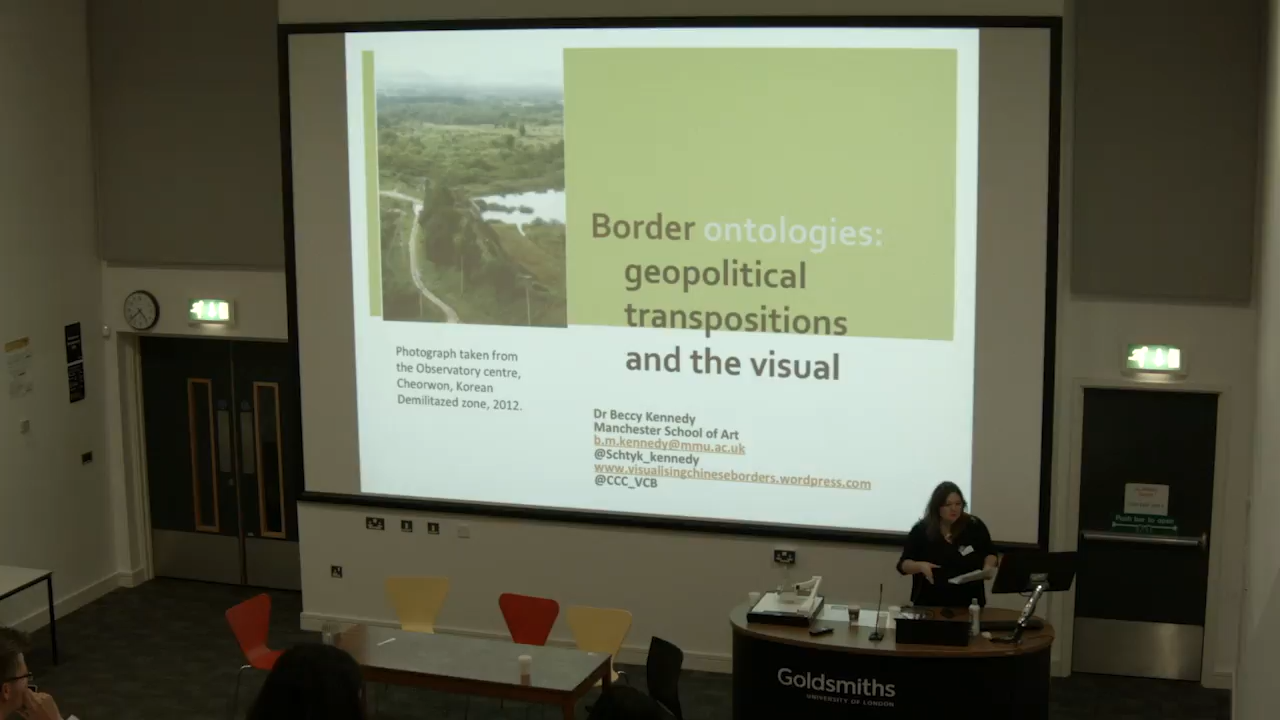 Border ontologies:
geopolitical
transpositions
and the visual
Photograph taken from
the Observatory centre,
Cheorwon, Korean
Demilitazed zone, 2012.
Dr Beccy Kennedy
Manchester School of Art
b.m.kennedy@mmu.ac.uk
@Schtyk_kennedy
www.visualisingchineseborders.wordpress.com
@CCC_VCB
Push bar to open
Goldsmiths
UNIVERSITY OF LONDON